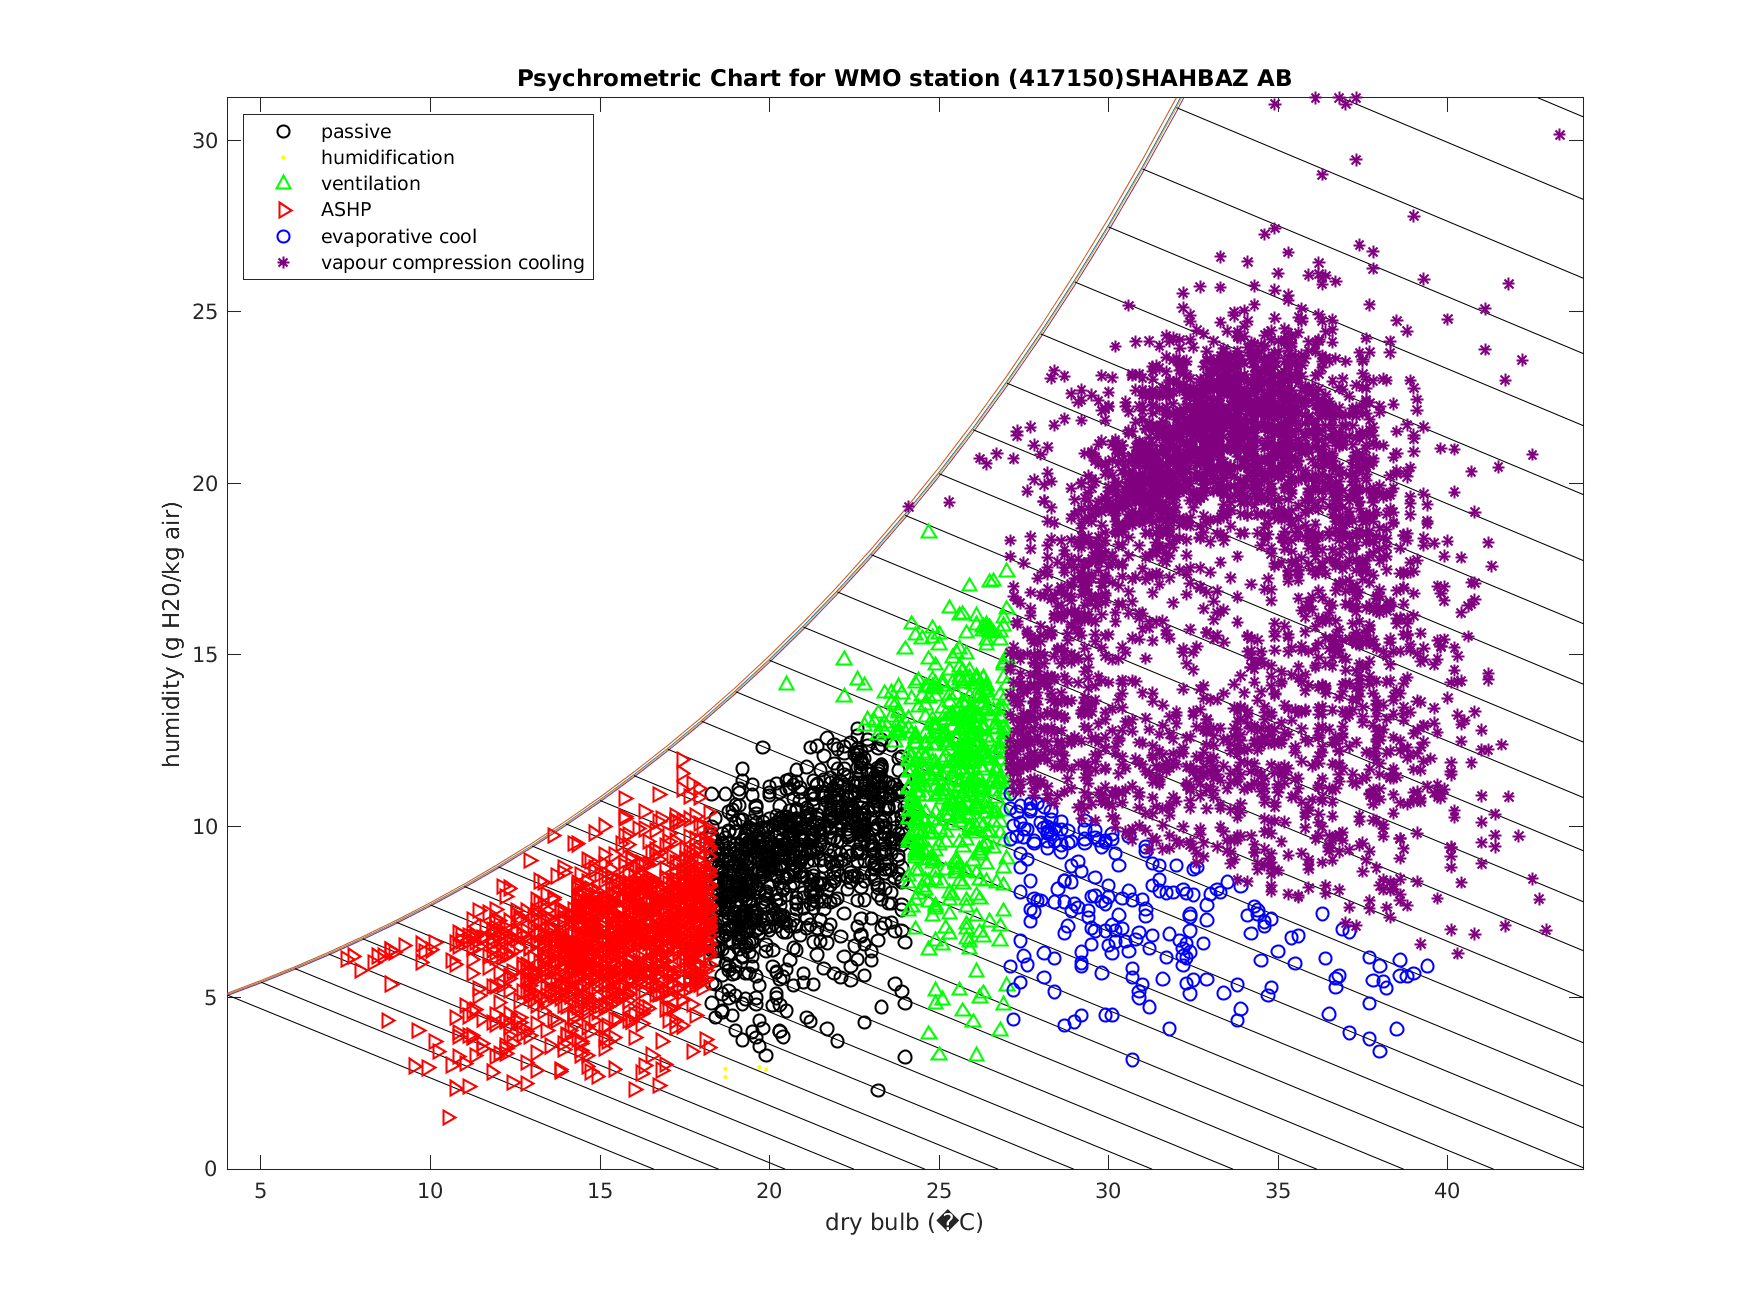 Psychrometric Chart for WMO station (417150)SHAHBAZ AB
passive
humidification
ventilation
ASHP
evaporative cool
vapour compression cooling
humidity (g H20/kg air)
30
25
20
15
10
5
0
5 10 15 20 25 30 35 40
dry bulb (�C)